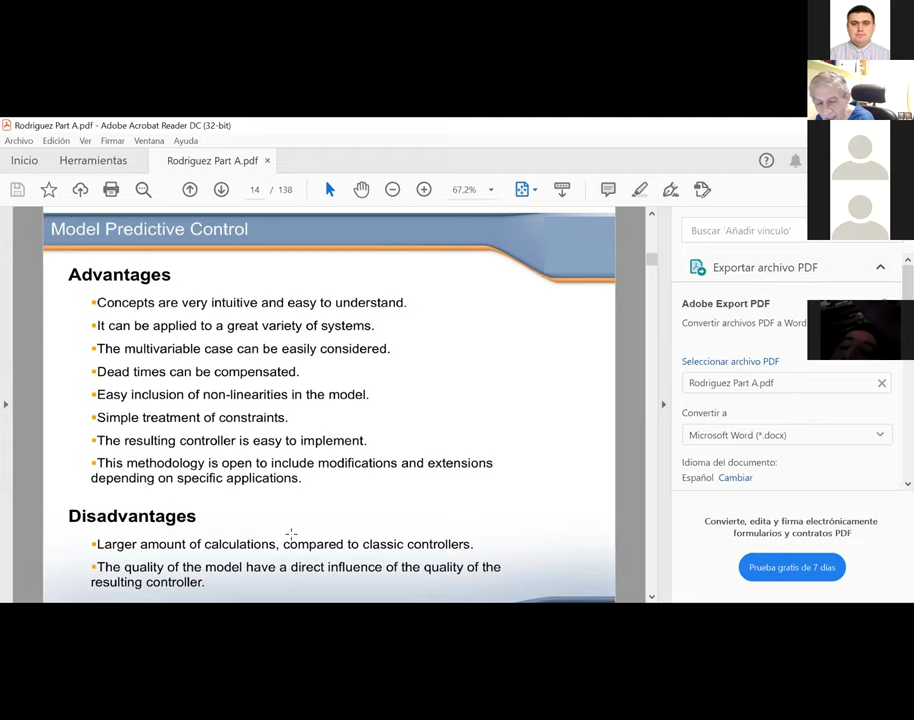 Rodriguez Part A.pdf - Adobe Acrobat Reader DC (32-bit)
Archivo Edición Ver Firmar Ventana Ayuda
Inicio Herramientas Rodriguez Part A.pdf ×
14 / 138 67,2%
Model Predictive Control
Advantages
Concepts are very intuitive and easy to understand.
It can be applied to a great variety of systems.
The multivariable case can be easily considered.
Dead times can be compensated.
Easy inclusion of non-linearities in the model.
Simple treatment of constraints.
The resulting controller is easy to implement.
This methodology is open to include modifications and extensions
depending on specific applications.
Disadvantages
Larger amount of calculations, compared to classic controllers.
The quality of the model have a direct influence of the quality of the
resulting controller.
Buscar 'Añadir vínculo'
Exportar archivo PDF
Adobe Export PDF
Convertir archivos PDF a Word
Seleccionar archivo PDF
Rodriguez Part A.pdf
Convertir a
Microsoft Word (*.docx)
Idioma del documento:
Español Cambiar
Convierte, edita y firma electrónicamente
formularios y contratos PDF
Prueba gratis de 7 días